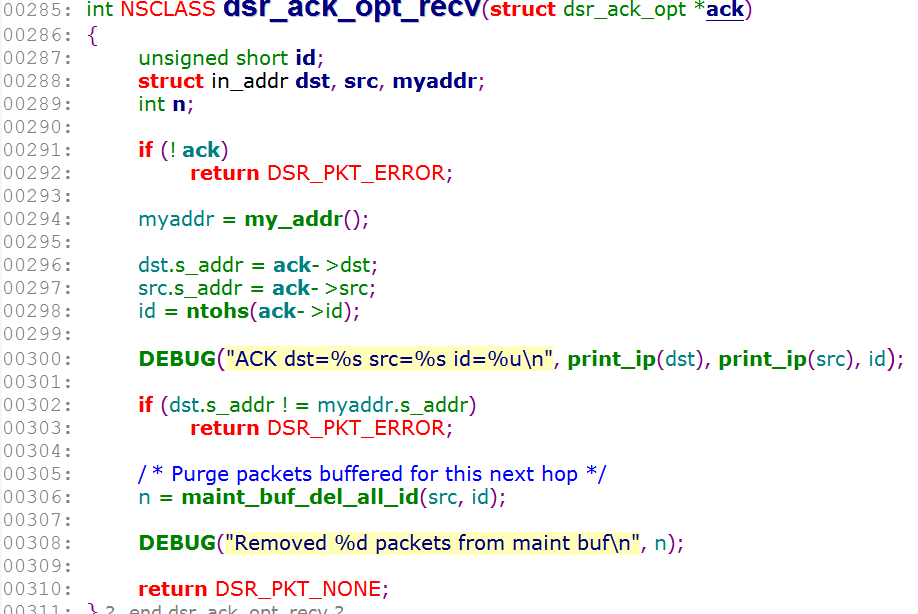 00285: int NSCLASS dsr_ack_opt_recv(struct dsr_ack_opt *ack)
00286: {
00287: unsigned short id;
00288: struct in_addr dst, src, myaddr;
00289: int n;
00290:
00291: if (! ack)
00292: return DSR_PKT_ERROR;
00293:
00294: myaddr = my_addr();
00295:
00296: dst.s_addr = ack- >dst;
00297: src.s_addr = ack- >src;
00298: id = ntohs(ack- >id);
00299:
00300: DEBUG("ACK dst=%s src=%s id=%u\n", print_ip(dst), print_ip(src), id);
00301:
00302: if (dst.s_addr ! = myaddr.s_addr)
00303: return DSR_PKT_ERROR;
00304:
00305: / * Purge packets buffered for this next hop */
00306: n = maint_buf_del_all_id(src, id);
00307:
00308: DEBUG("Removed %d packets from maint buf\n", n);
00309:
00310: return DSR_PKT_NONE;
00311: } ? end dsr_ack_opt_recv ?